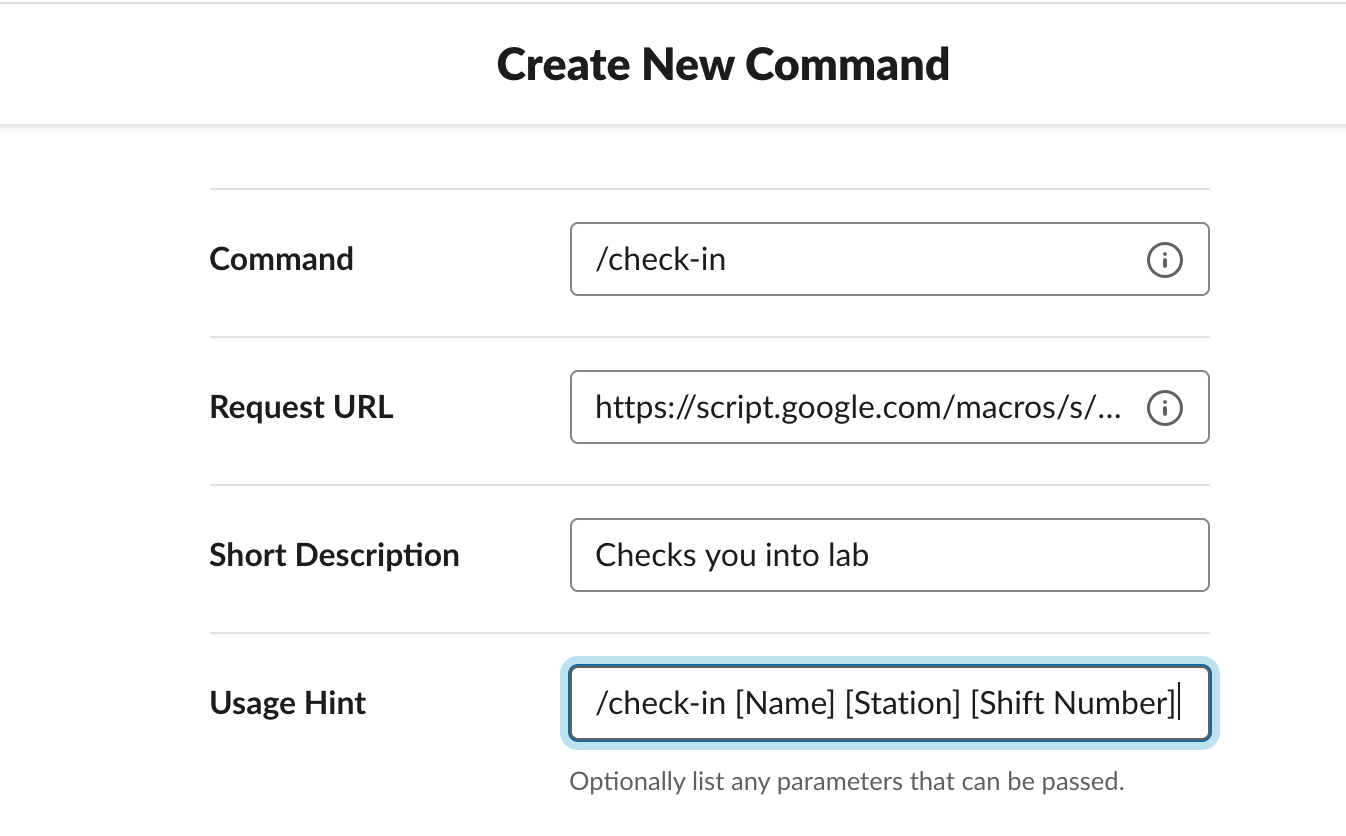 Create New Command
Command
/check-in
Request URL
https://script.google.com/macros/s/...
Short Description
Checks you into lab
Usage Hint
/check-in [Name] [Station] [Shift Number]
Optionally list any parameters that can be passed.